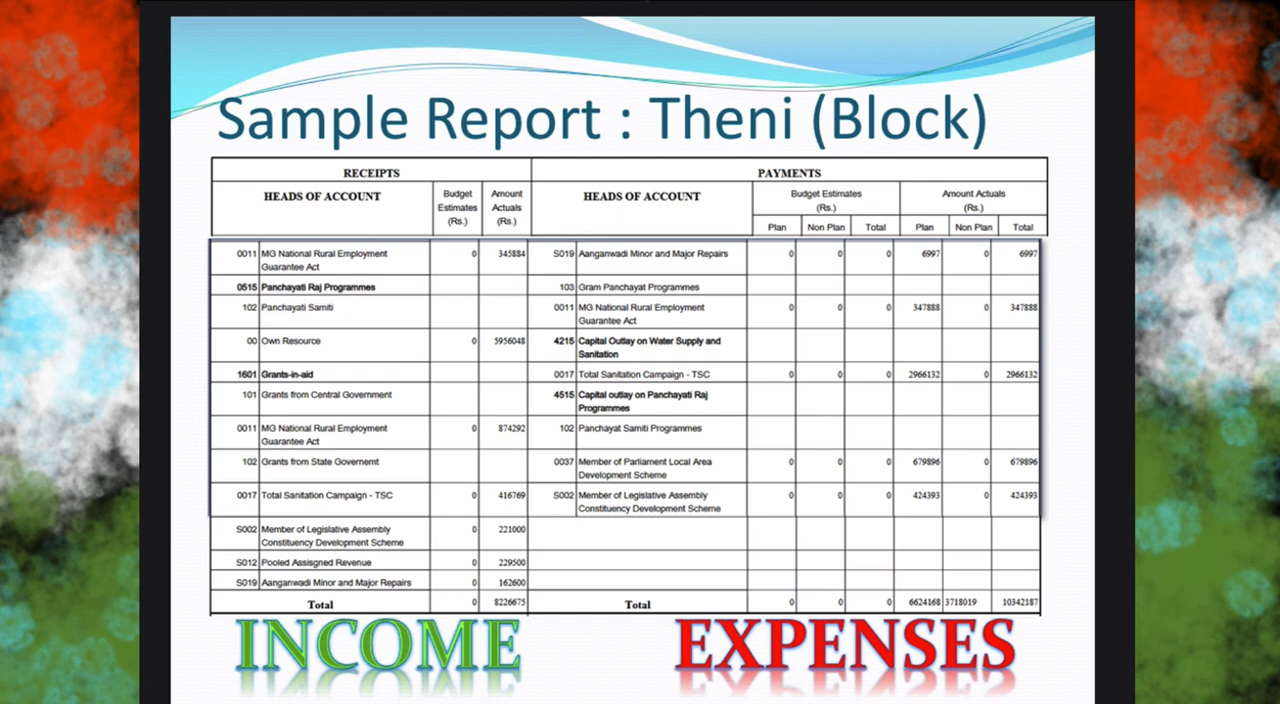 Sample Report : Theni (Block)
RECEIPTS PAYMENTS
HEADS OF ACCOUNT Budget Estimates (Rs.) Amount Actuals (Rs.) HEADS OF ACCOUNT Budget Estimates (Rs.) Amount Actuals (Rs.)
Plan Non Plan Total Plan Non Plan Total
0011 MG National Rural Employment 0 345884 S019 Aanganwadi Minor and Major Repairs 0 0 0 6997 0 6997
Guarantee Act
0515 Panchayati Raj Programmes 103 Gram Panchayat Programmes
102 Panchayati Samiti 0011 MG National Rural Employment 0 0 0 347888 0 347888
Guarantee Act
00 Own Resource 0 5956048 4215 Capital Outlay on Water Supply and
Sanitation
1601 Grants-in-aid 0017 Total Sanitation Campaign - TSC 0 0 0 2966132 0 2966132
101 Grants from Central Government 4515 Capital outlay on Panchayati Raj
Programmes
0011 MG National Rural Employment 0 874292 102 Panchayat Samiti Programmes
Guarantee Act
102 Grants from State Governemt 0037 Member of Parliament Local Area 0 0 0 679896 0 679896
Development Scheme
0017 Total Sanitation Campaign - TSC 0 416769 S002 Member of Legislative Assembly 0 0 0 424393 0 424393
Constituency Development Scheme
S002 Member of Legislative Assembly 0 221000
Constituency Development Scheme
S012 Pooled Assisgned Revenue 0 229500
S019 Aanganwadi Minor and Major Repairs 0 162600
Total 0 8226675 Total 0 0 0 6624168 3718019 10342187
INCOME EXPENSES